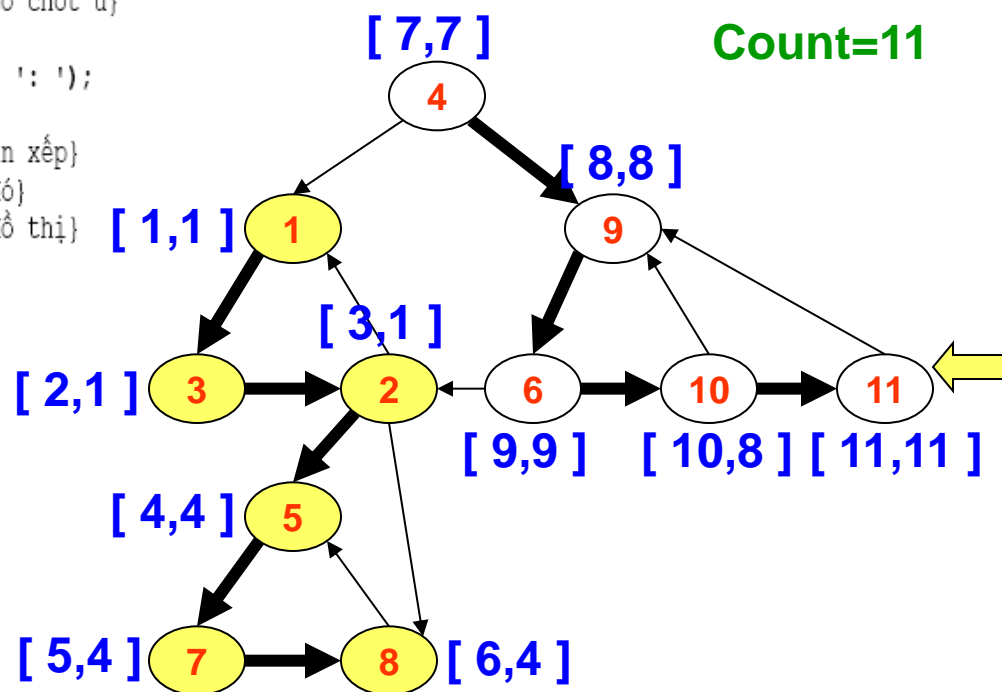 chốt u}
[ 7,7 ]
Count=11
': ');
4
xếp}
[ 8,8 ]
thị}
[ 1,1 ]
1
9
[ 3,1 ]
[ 2,1 ]
3
2
6
10
11
[ 9,9 ]
[ 10,8 ]
[ 11,11 ]
[ 4,4 ]
5
[ 5,4 ]
7
8
[ 6,4 ]